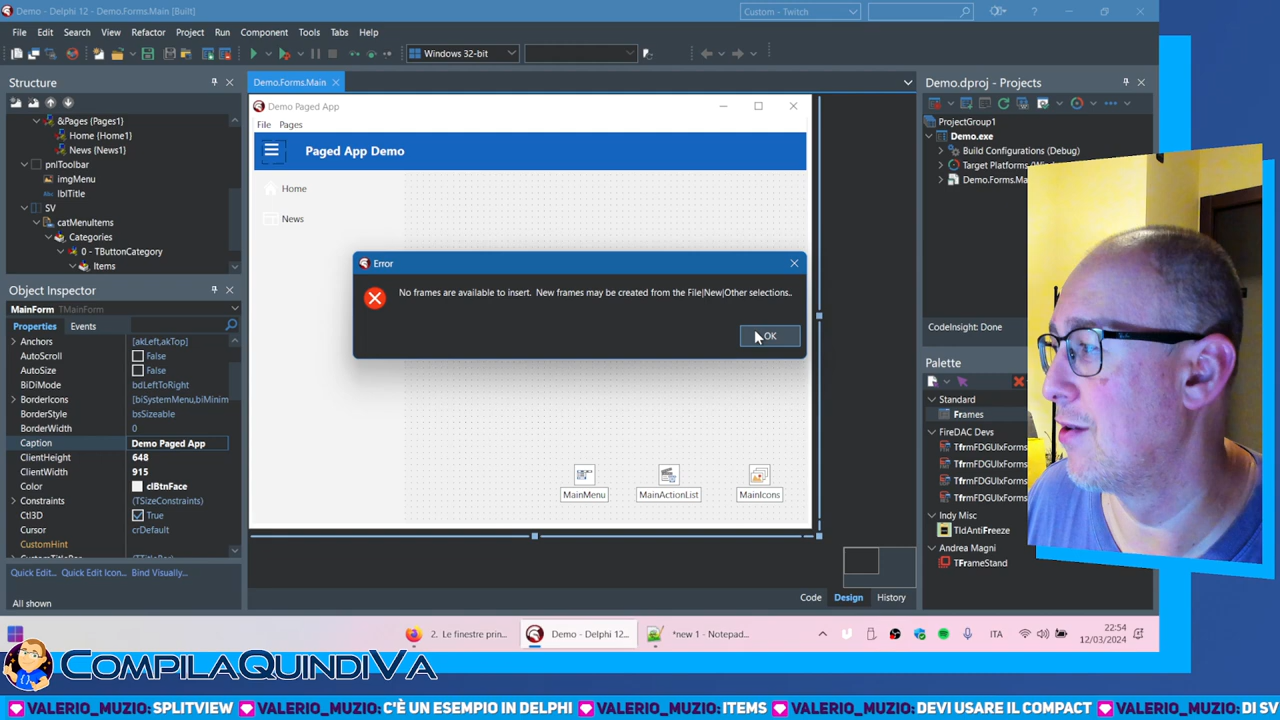 Demo - Delphi 12 - Demo.Forms.Main [Built]
Custom - Twitch
File Edit Search View Refactor Project Run Component Tools Tabs Help
Windows 32-bit
Structure
&Pages (Pages1)
Home (Home1)
News (News1)
pnlToolbar
imgMenu
lblTitle
SV
catMenuItems
Categories
0 - TButtonCategory
Items
Object Inspector
MainForm TMainForm
Properties Events
Anchors [akLeft,akTop]
AutoScroll False
AutoSize False
BiDiMode bdLeftToRight
BorderIcons [biSystemMenu,biMinim
BorderStyle bsSizeable
BorderWidth 0
Caption Demo Paged App
ClientHeight 648
ClientWidth 915
Color clBtnFace
Constraints (TSizeConstraints)
Ctl3D True
Cursor crDefault
CustomHint
Quick Edit... Quick Edit Icon... Bind Visually...
All shown
Demo.Forms.Main
Demo Paged App
File Pages
Paged App Demo
Home
News
Error
No frames are available to insert. New frames may be created from the File|New|Other selections..
OK
MainMenu MainActionList MainIcons
Code Design History
Demo.dproj - Projects
ProjectGroup1
Demo.exe
Build Configurations (Debug)
Target Platforms (Win
Demo.Forms.Ma
CodeInsight: Done
Palette
Standard
Frames
FireDAC Devs
TfrmFDGUIxForms
TfrmFDGUIxForms
TfrmFDGUIxForms
TfrmFDGUIxForms
Indy Misc
TIdAntiFreeze
Andrea Magni
TFrameStand
2. Le finestre prin...
Demo - Delphi 12...
*new 1 - Notepad...
ITA
22:54
12/03/2024
COMPILAQUINDIVA
VALERIO_MUZIO: SPLITVIEW VALERIO_MUZIO: C'È UN ESEMPIO IN DELPHI VALERIO_MUZIO: ITEMS VALERIO_MUZIO: DEVI USARE IL COMPACT VALERIO_MUZIO: DI SV